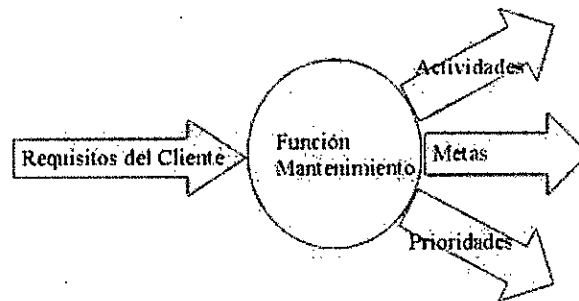 Actividades
Requisitos del Cliente
Función
Mantenimiento
Metas
Prioridades